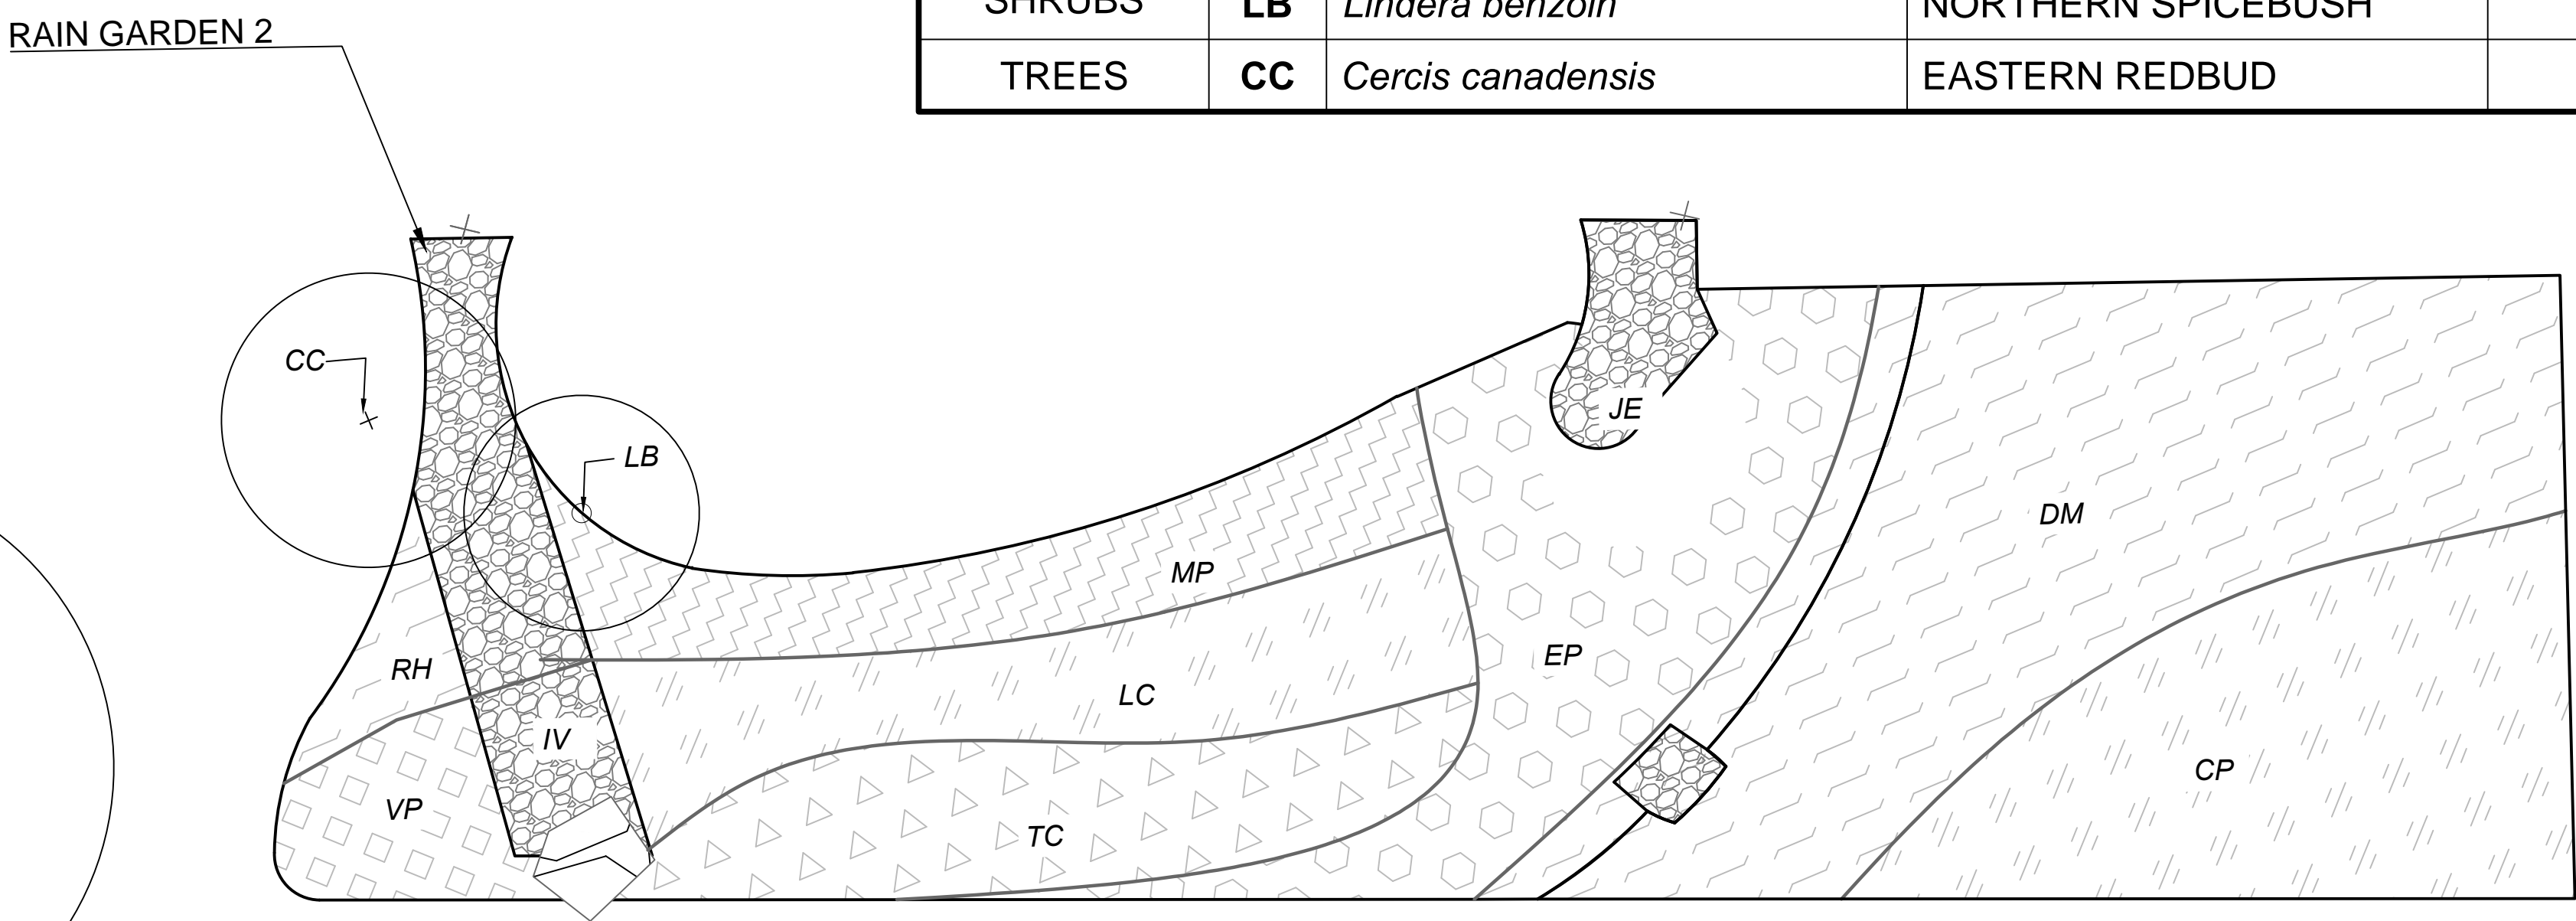 RAIN GARDEN 2
SHRUBS LB Lindera benzoin NORTHERN SPICEBUSH
TREES CC Cercis canadensis EASTERN REDBUD
CC
LB
JE
DM
MP
EP
RH
LC
IV
CP
VP
TC